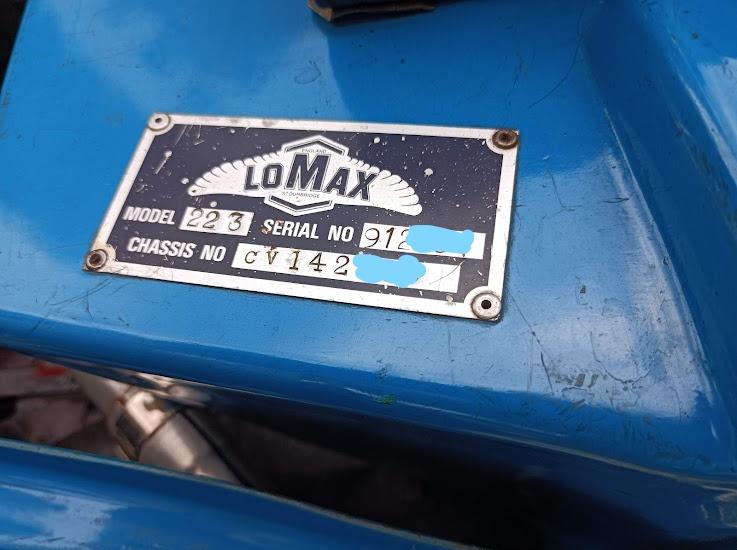 ENGLAND
LOMAX
STOURBRIDGE
MODEL 223 SERIAL NO 912
CHASSIS NO CV142